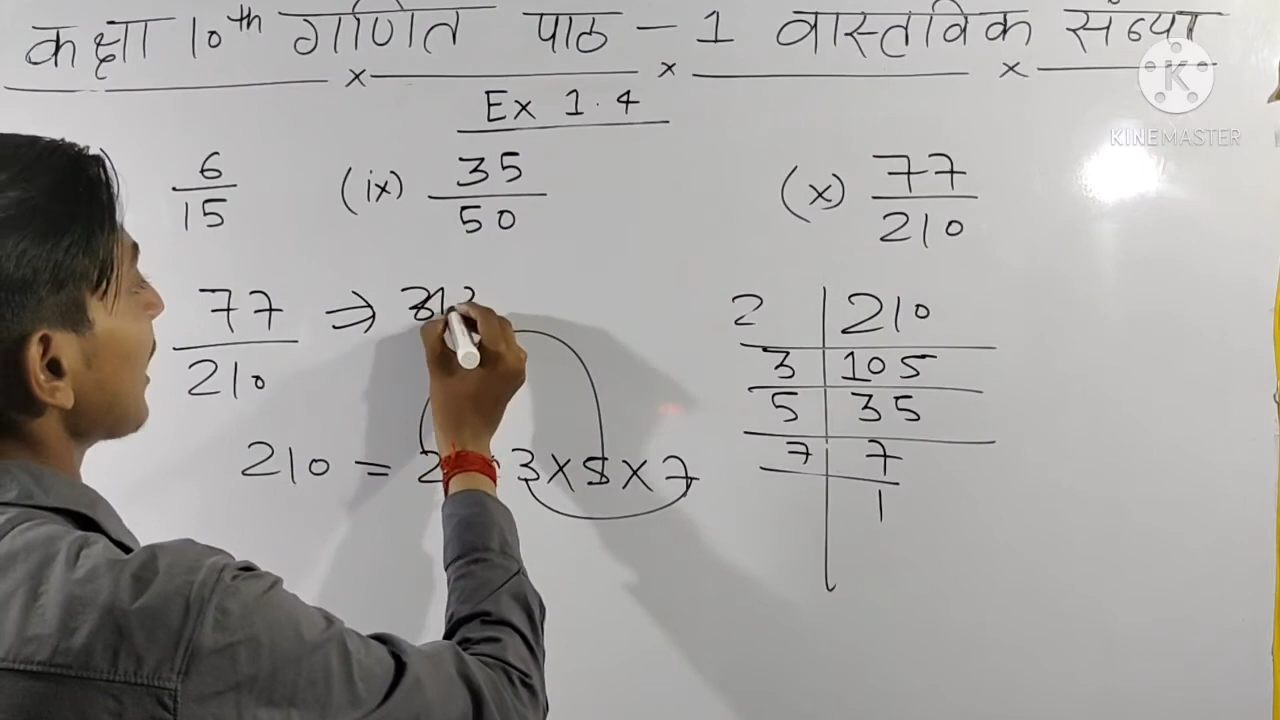 कक्षा 10th गणित पाठ - 1 वास्तविक संख्या
Ex 1.4
6/15 (ix) 35/50 (x) 77/210
77/210 ⇒
210 = 2 3×5×7
2 | 210
3 | 105
5 | 35
7 | 7
1
K
KINEMASTER